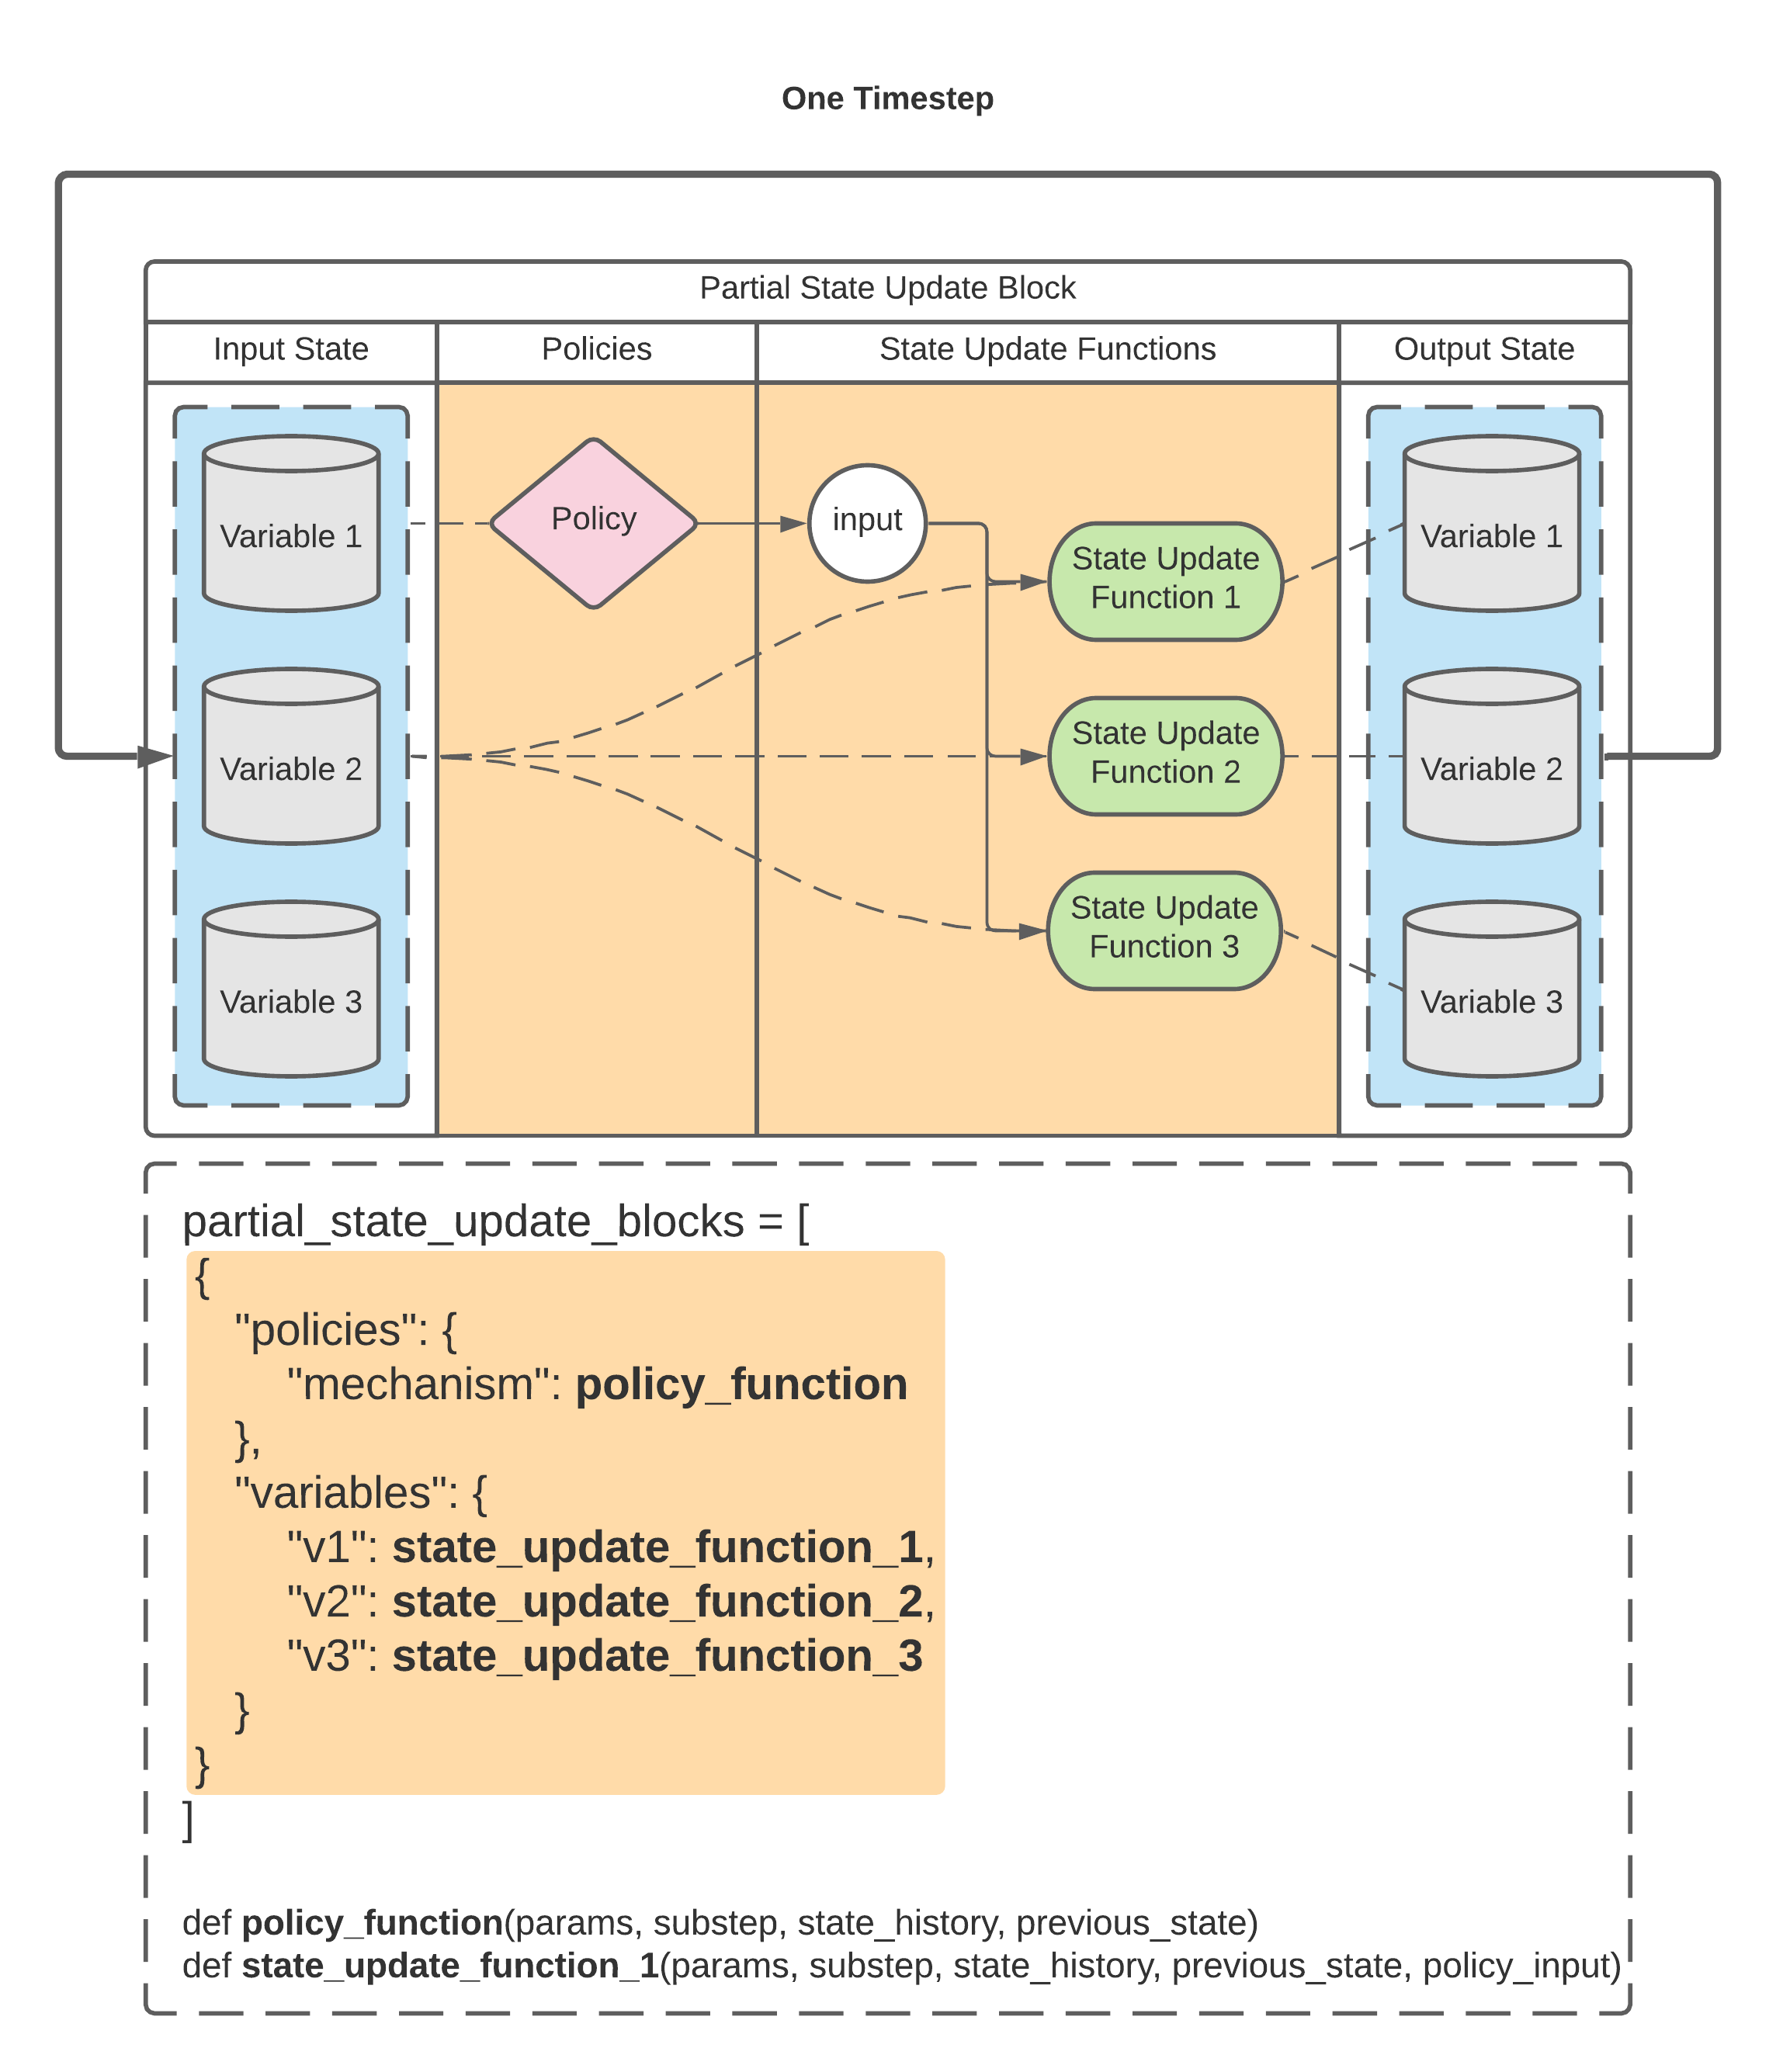 One Timestep
Partial State Update Block
Input State
Policies
State Update Functions
Output State
Variable 1
Policy
input
State Update
Function 1
Variable 1
Variable 2
State Update
Function 2
Variable 2
Variable 3
State Update
Function 3
Variable 3
partial_state_update_blocks = [
{
"policies": {
"mechanism": policy_function
},
"variables": {
"v1": state_update_function_1,
"v2": state_update_function_2,
"v3": state_update_function_3
}
}
]
def policy_function(params, substep, state_history, previous_state)
def state_update_function_1(params, substep, state_history, previous_state, policy_input)